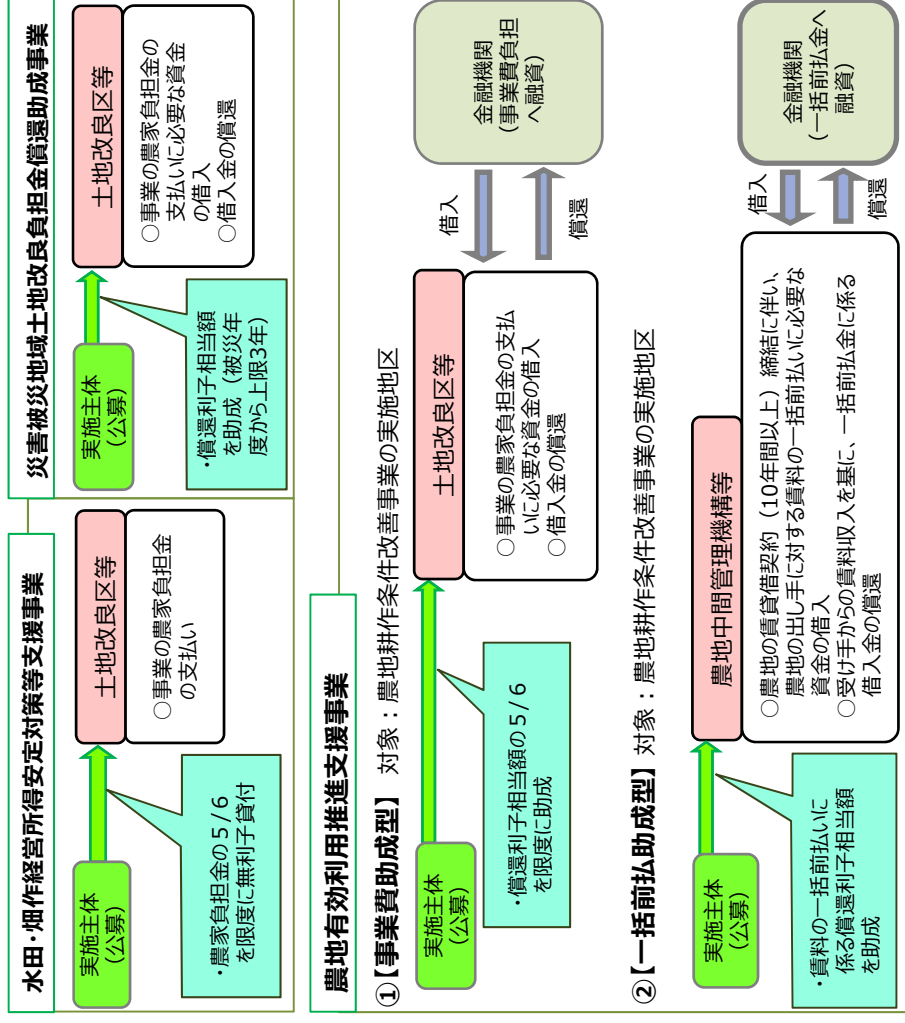 水田・畑作経営所得安定対策等支援事業
実施主体
(公募)
土地改良区等
○事業の農家負担金
の支払い
・農家負担金の5/6
を限度に無利子貸付
災害被災地域土地改良負担金償還助成事業
実施主体
(公募)
土地改良区等
○事業の農家負担金の
支払いに必要な資金
の借入
○借入金の償還
・償還利子相当額
を助成（被災年
度から上限3年）
農地有効利用推進支援事業
①【事業費助成型】 対象：農地耕作条件改善事業の実施地区
実施主体
(公募)
土地改良区等
○事業の農家負担金の支払
いに必要な資金の借入
○借入金の償還
・償還利子相当額の5/6
を限度に助成
借入
償還
金融機関
(事業費負担
へ融資)
②【一括前払助成型】 対象：農地耕作条件改善事業の実施地区
実施主体
(公募)
農地中間管理機構等
○農地の賃貸借契約（10年間以上）締結に伴い、
農地の出し手に対する賃料の一括前払いに必要な
資金の借入
○受け手からの賃料収入を基に、一括前払金に係る
借入金の償還
・賃料の一括前払いに
係る償還利子相当額
を助成
借入
償還
金融機関
(一括前払金へ
融資)